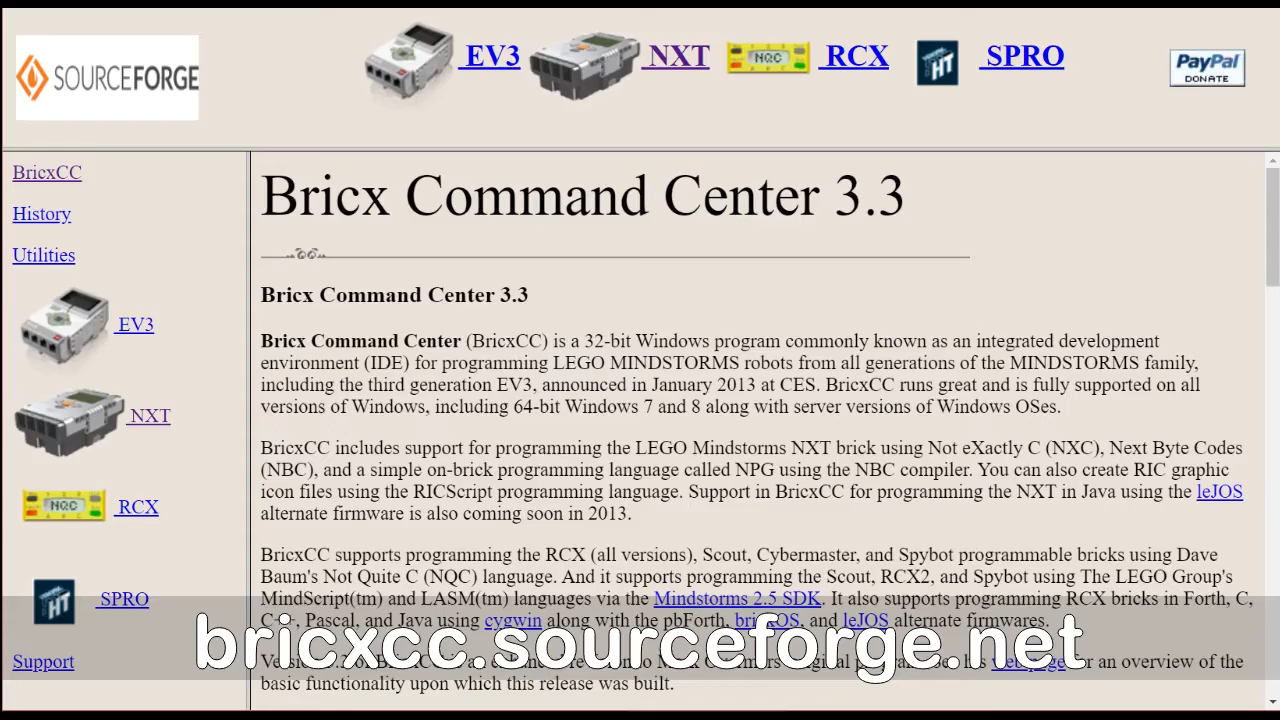 SOURCEFORGE
EV3 NXT NQC RCX HT SPRO
PayPal
DONATE
BricxCC
History
Utilities
EV3
NXT
NQC RCX
HT SPRO
Support
Bricx Command Center 3.3
Bricx Command Center 3.3
Bricx Command Center (BricxCC) is a 32-bit Windows program commonly known as an integrated development
environment (IDE) for programming LEGO MINDSTORMS robots from all generations of the MINDSTORMS family,
including the third generation EV3, announced in January 2013 at CES. BricxCC runs great and is fully supported on all
versions of Windows, including 64-bit Windows 7 and 8 along with server versions of Windows OSes.
BricxCC includes support for programming the LEGO Mindstorms NXT brick using Not eXactly C (NXC), Next Byte Codes
(NBC), and a simple on-brick programming language called NPG using the NBC compiler. You can also create RIC graphic
icon files using the RICScript programming language. Support in BricxCC for programming the NXT in Java using the leJOS
alternate firmware is also coming soon in 2013.
BricxCC supports programming the RCX (all versions), Scout, Cybermaster, and Spybot programmable bricks using Dave
Baum's Not Quite C (NQC) language. And it supports programming the Scout, RCX2, and Spybot using The LEGO Group's
MindScript(tm) and LASM(tm) languages via the Mindstorms 2.5 SDK. It also supports programming RCX bricks in Forth, C,
C++, Pascal, and Java using cygwin along with the pbForth, brickOS, and leJOS alternate firmwares.
for an overview of the
basic functionality upon which this release was built.
bricxcc.sourceforge.net